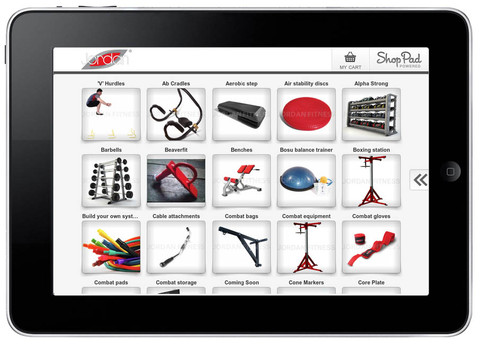 Jordan
MY CART
ShopPad
POWERED
'V' Hurdles
Ab Cradles
Aerobic step
Air stability discs
Alpha Strong
Barbells
Beaverfit
Benches
Bosu balance trainer
Boxing station
Build your own syst...
Cable attachments
Combat bags
Combat equipment
Combat gloves
Combat pads
Combat storage
Coming Soon
Cone Markers
Core Plate